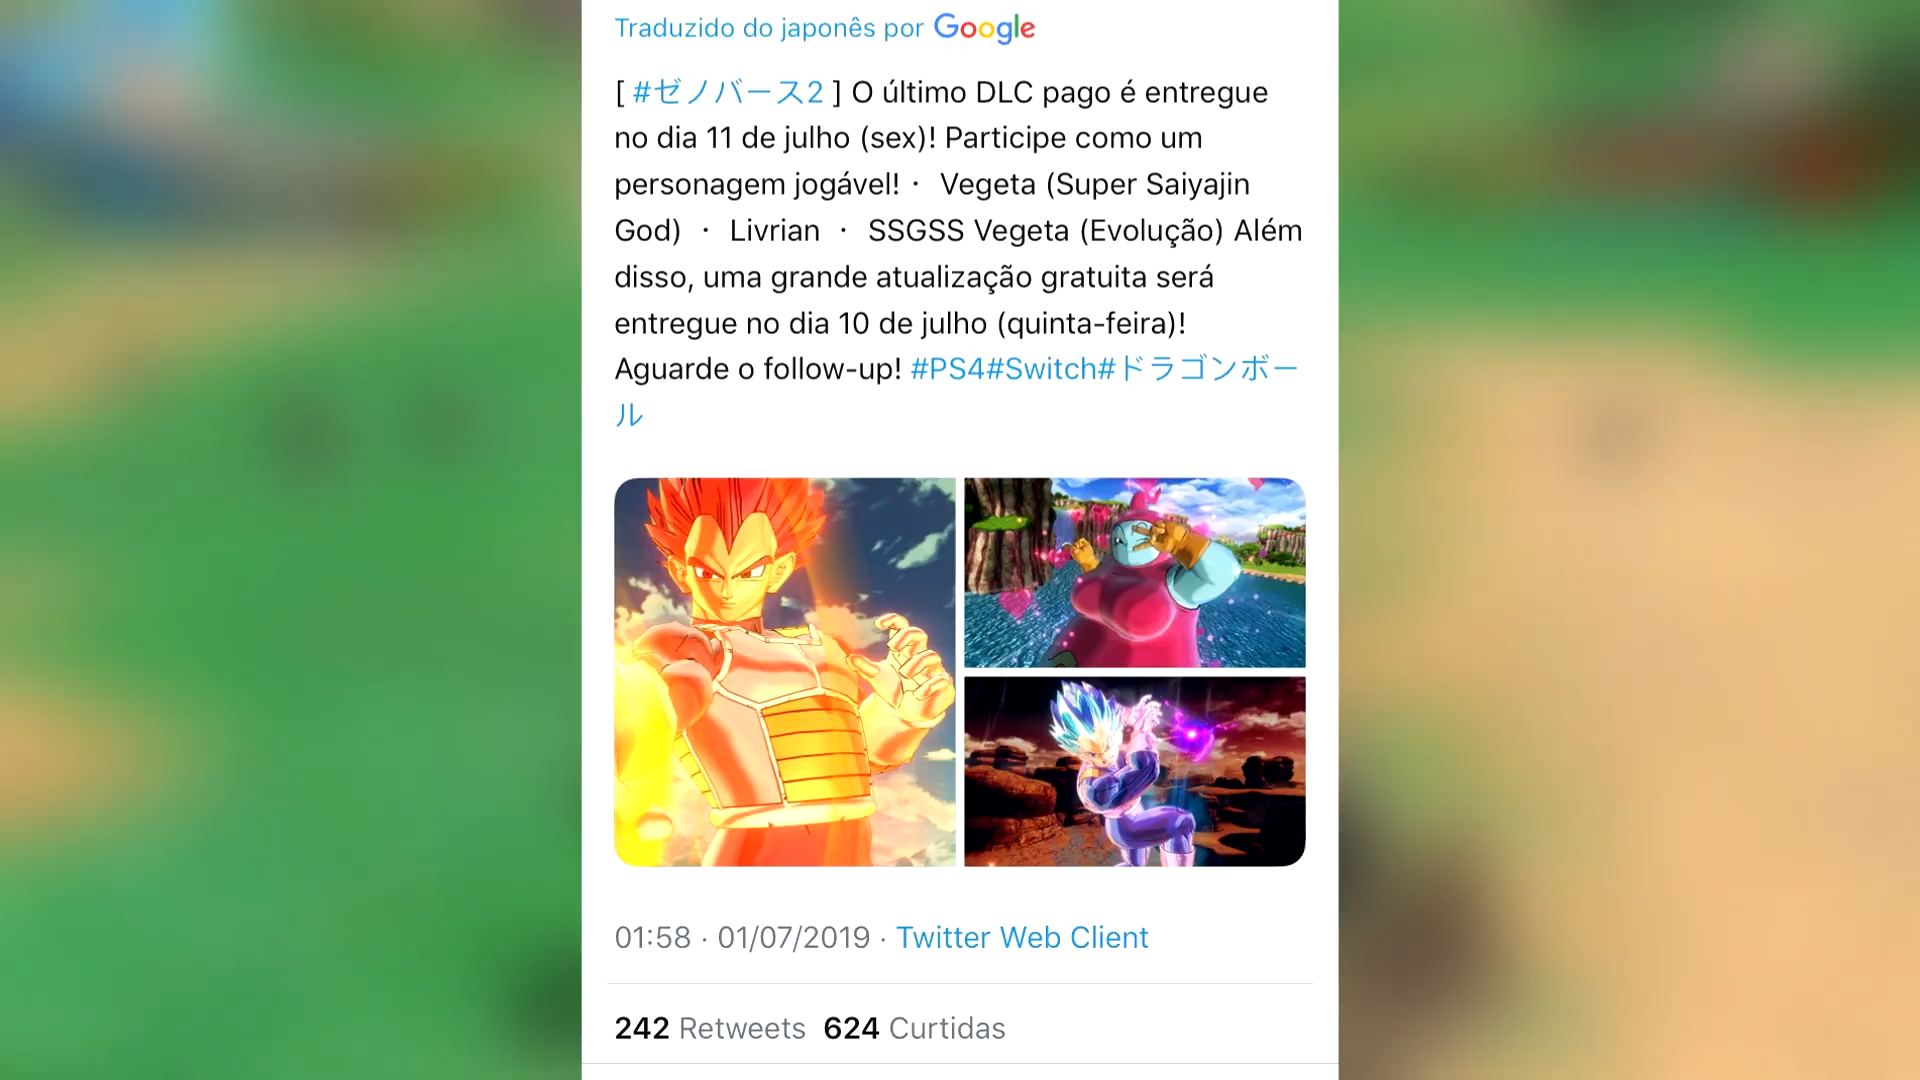 Traduzido do japonês por Google
[ #ゼノバース2 ] O último DLC pago é entregue
no dia 11 de julho (sex)! Participe como um
personagem jogável! · Vegeta (Super Saiyajin
God) · Livrian · SSGSS Vegeta (Evolução) Além
disso, uma grande atualização gratuita será
entregue no dia 10 de julho (quinta-feira)!
Aguarde o follow-up! #PS4#Switch#ドラゴンボー
ル
01:58 · 01/07/2019 · Twitter Web Client
242 Retweets 624 Curtidas